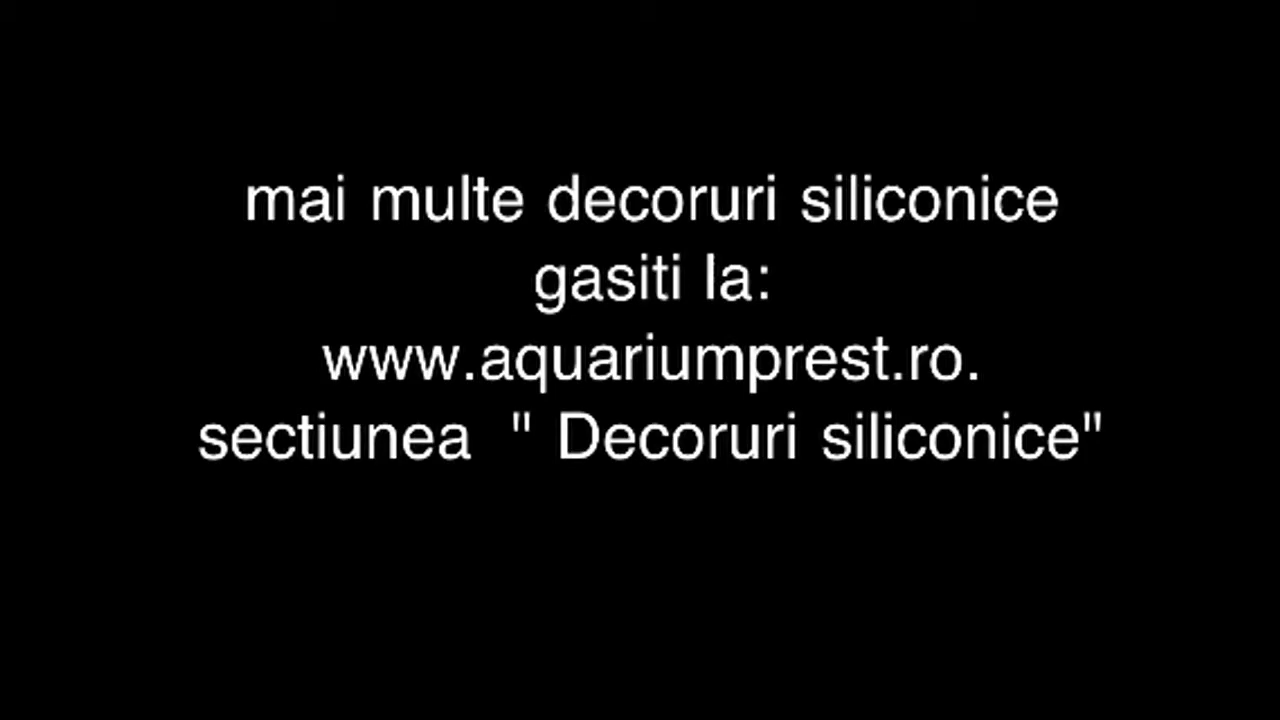 mai multe decoruri siliconice
gasiti la:
www.aquariumprest.ro.
sectiunea  " Decoruri siliconice"